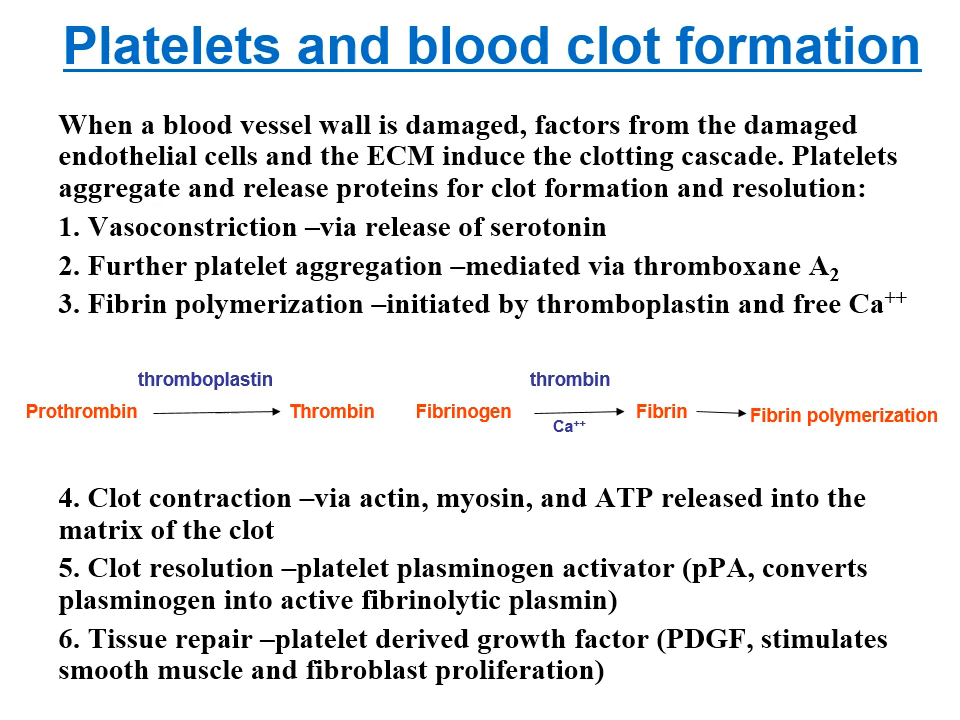 Platelets and blood clot formation
When a blood vessel wall is damaged, factors from the damaged
endothelial cells and the ECM induce the clotting cascade. Platelets
aggregate and release proteins for clot formation and resolution:
1. Vasoconstriction –via release of serotonin
2. Further platelet aggregation –mediated via thromboxane A₂
3. Fibrin polymerization –initiated by thromboplastin and free Ca⁺⁺
thromboplastin thrombin
Prothrombin Thrombin Fibrinogen Fibrin Fibrin polymerization
Ca⁺⁺
4. Clot contraction –via actin, myosin, and ATP released into the
matrix of the clot
5. Clot resolution –platelet plasminogen activator (pPA, converts
plasminogen into active fibrinolytic plasmin)
6. Tissue repair –platelet derived growth factor (PDGF, stimulates
smooth muscle and fibroblast proliferation)